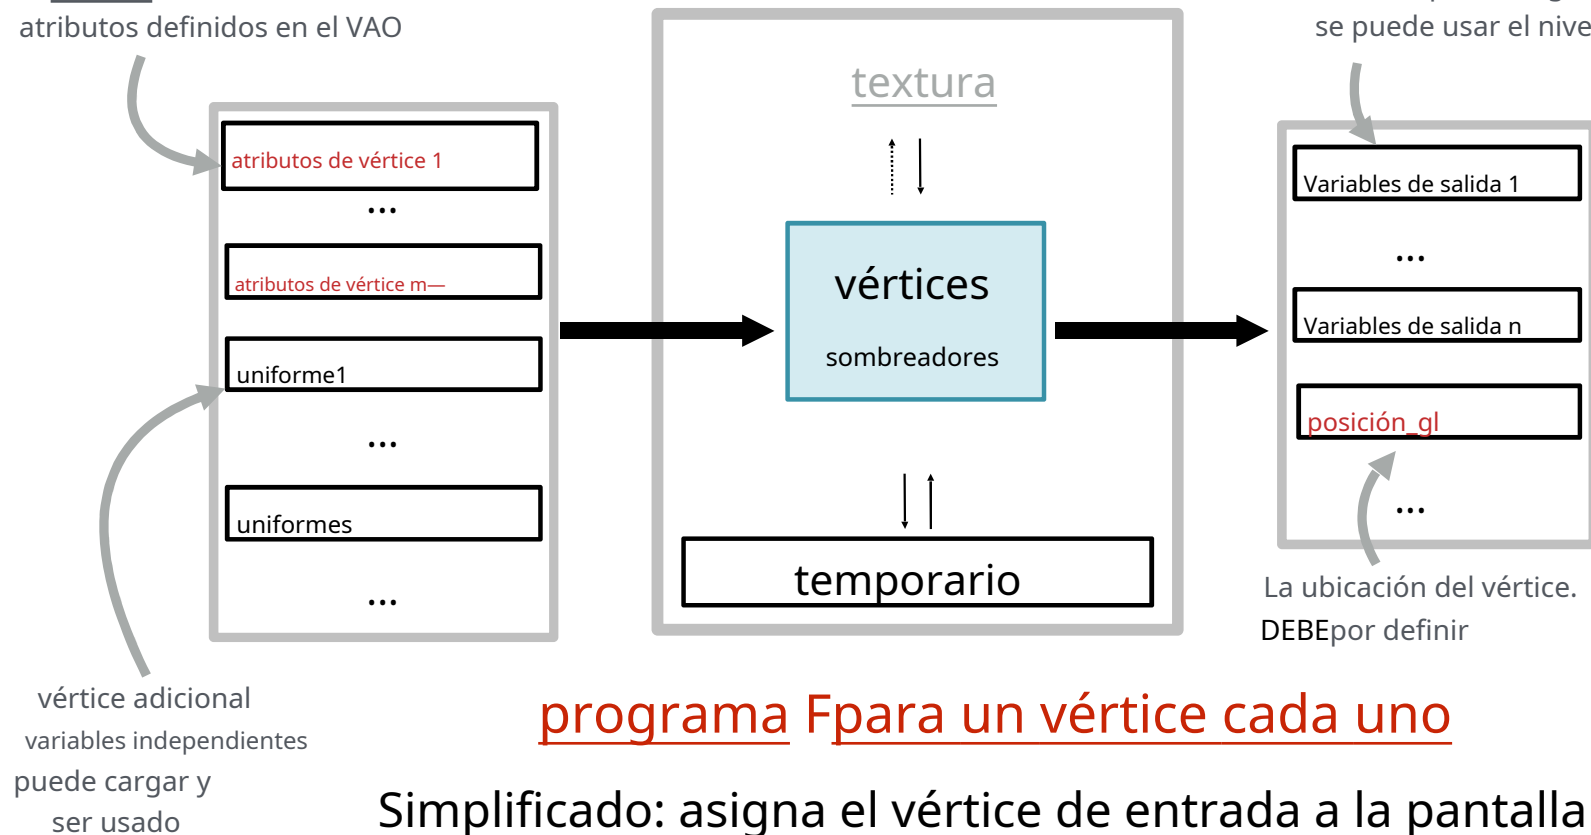 atributos definidos en el VAO
se puede usar el nive
textura
atributos de vértice 1
...
atributos de vértice m—
uniforme1
...
uniformes
...
vértices
sombreadores
temporario
Variables de salida 1
...
Variables de salida n
posición_gl
...
La ubicación del vértice.
DEBEpor definir
vértice adicional
variables independientes
puede cargar y
ser usado
programa Fpara un vértice cada uno
Simplificado: asigna el vértice de entrada a la pantalla